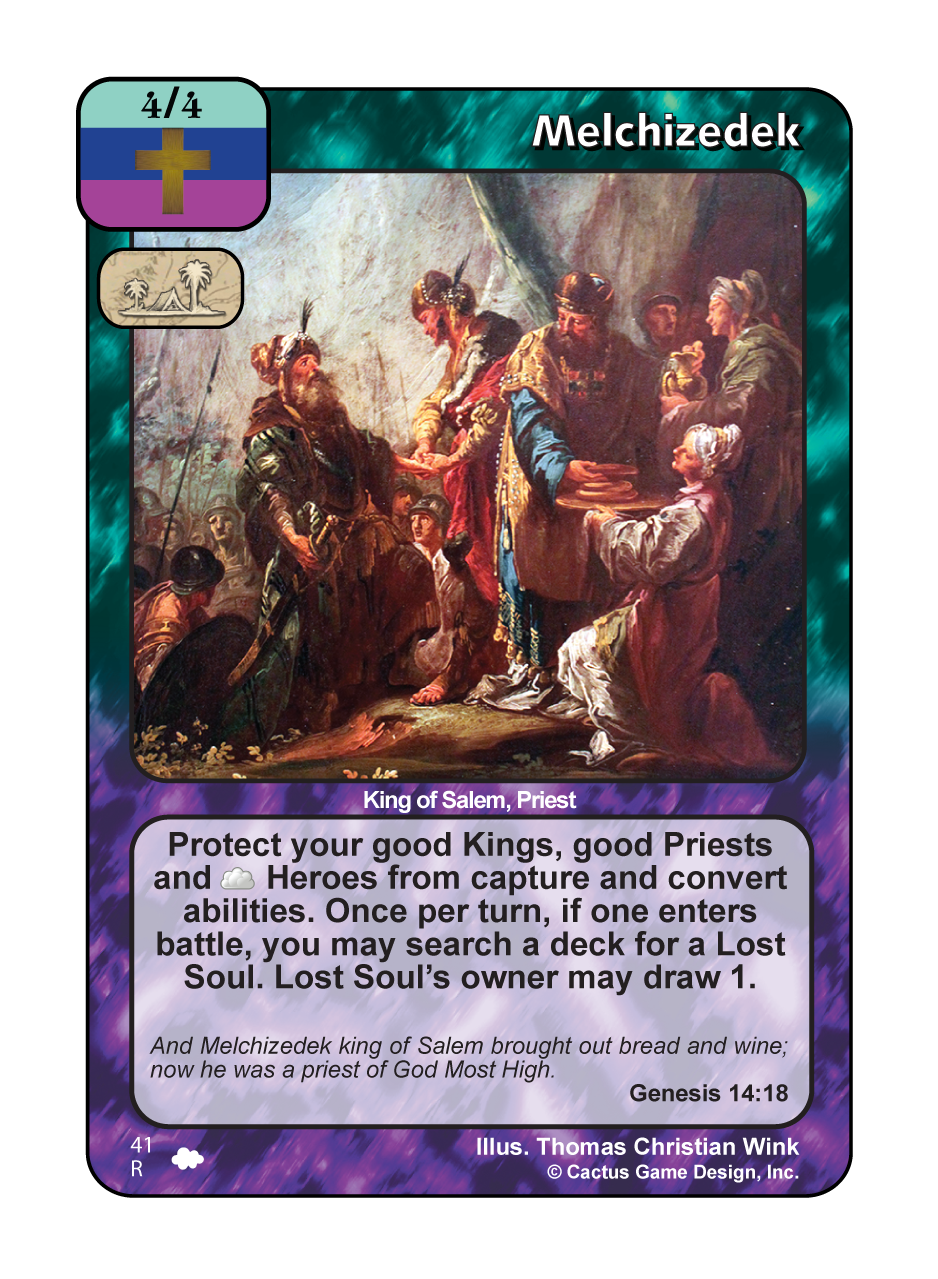 4/4
Melchizedek
King of Salem, Priest
Protect your good Kings, good Priests
and Heroes from capture and convert
abilities. Once per turn, if one enters
battle, you may search a deck for a Lost
Soul. Lost Soul’s owner may draw 1.
And Melchizedek king of Salem brought out bread and wine;
now he was a priest of God Most High.
Genesis 14:18
41
R
Illus. Thomas Christian Wink
© Cactus Game Design, Inc.